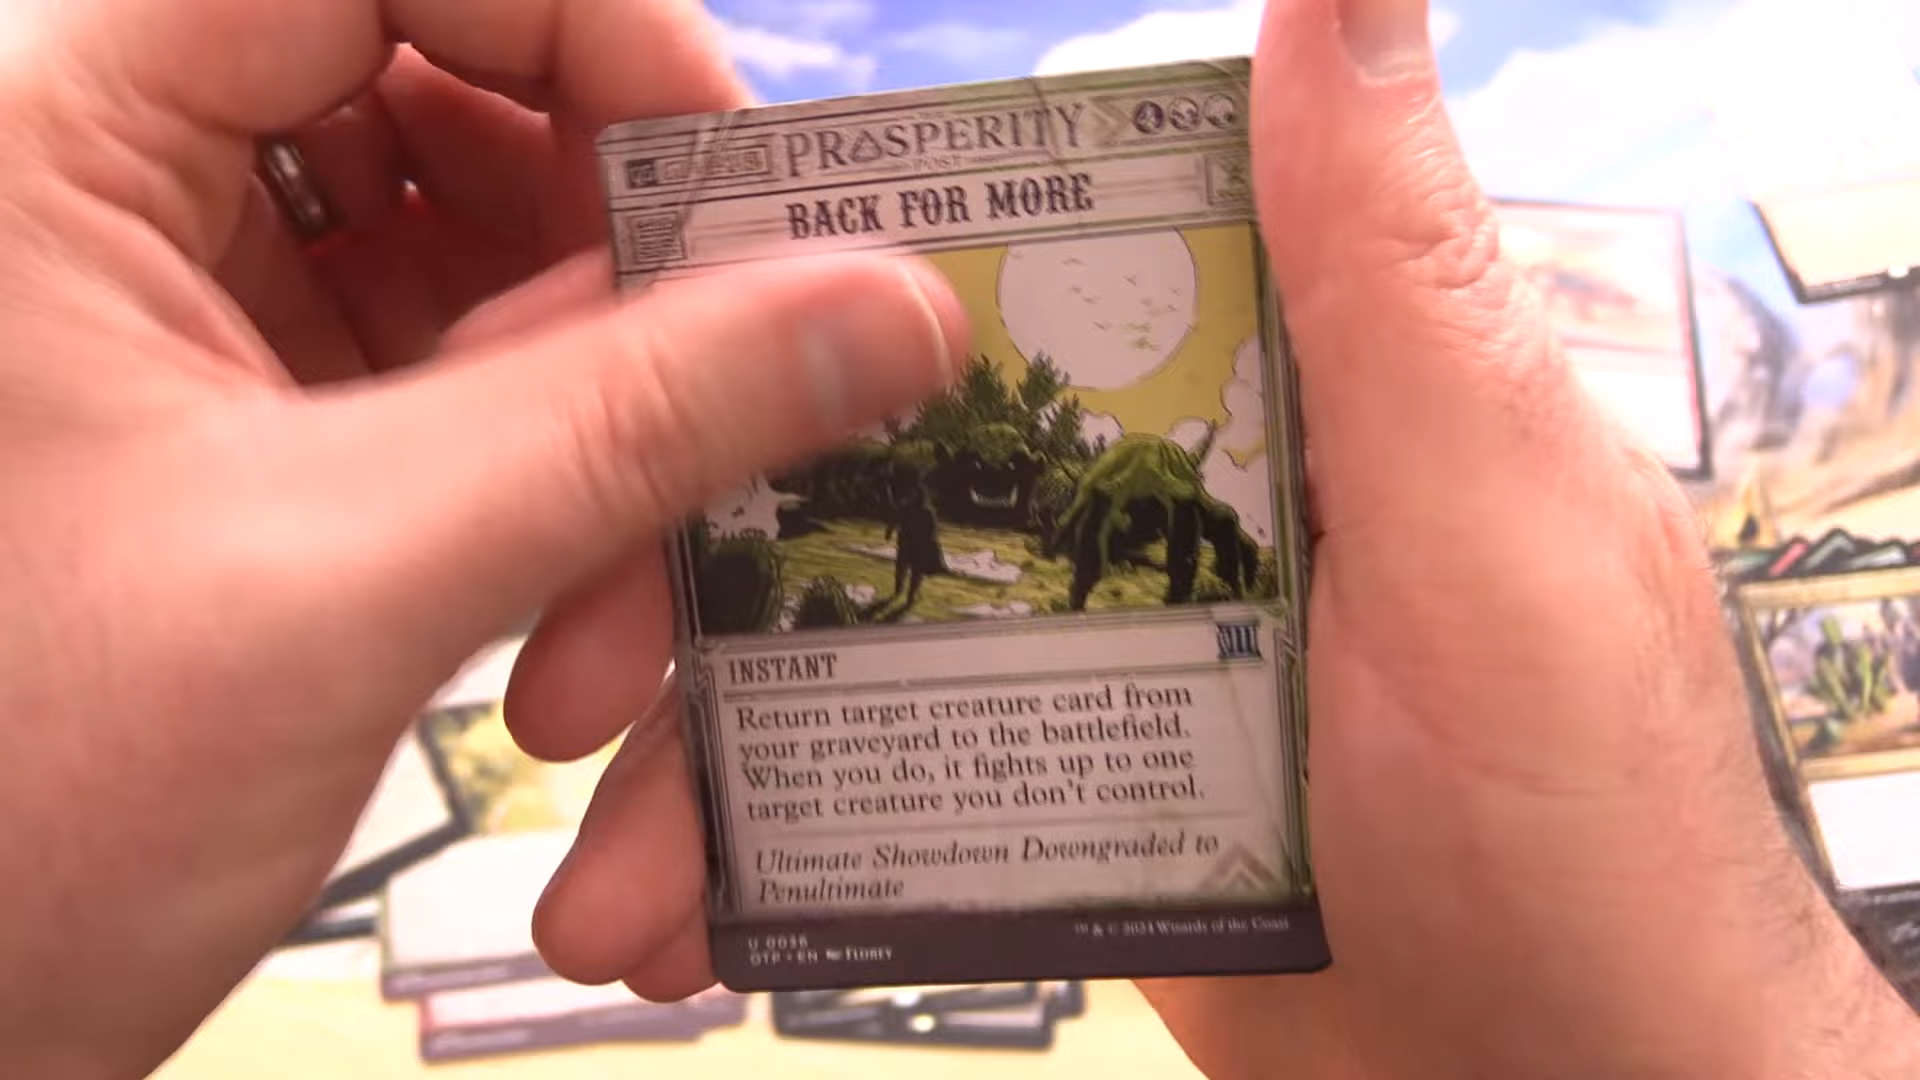 PROSPERITY
POST
BACK FOR MORE
INSTANT
Return target creature card from
your graveyard to the battlefield.
When you do, it fights up to one
target creature you don't control.
Ultimate Showdown Downgraded to
Penultimate
™ & © 2024 Wizards of the Coast
U 0036
OTP • EN FLOREY